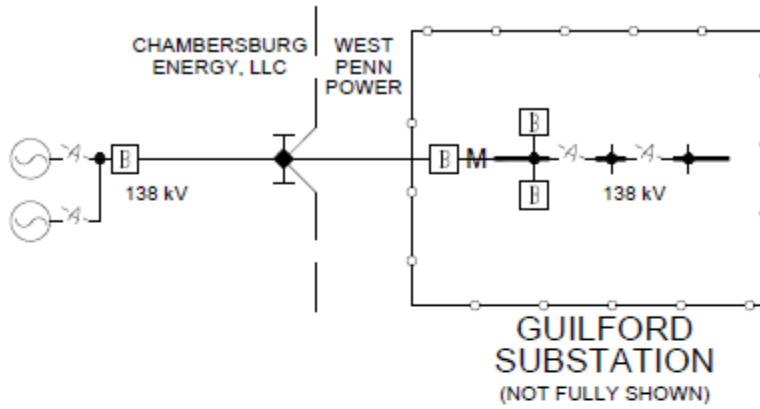 CHAMBERSBURG
ENERGY, LLC
WEST
PENN
POWER
B
138 kV
B
M
B
B
138 kV
GUILFORD
SUBSTATION
(NOT FULLY SHOWN)